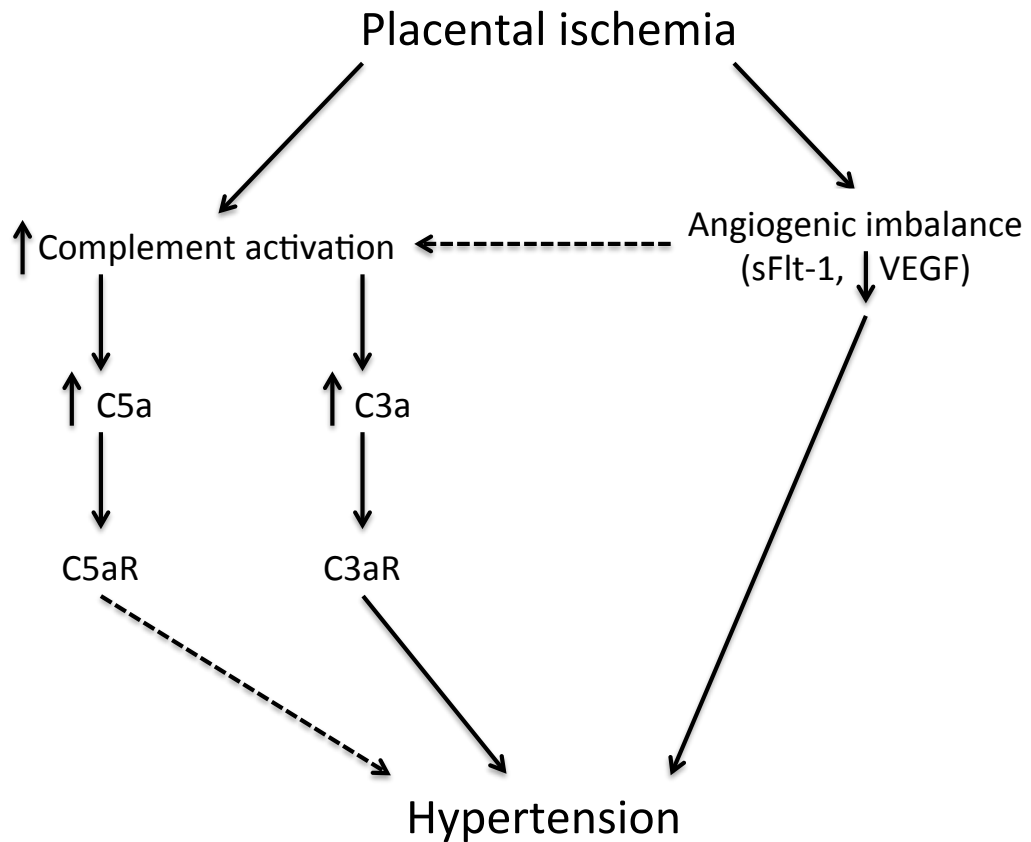 Placental ischemia
Complement activation
Angiogenic imbalance
(sFlt-1, VEGF)
C5a
C3a
C5aR
C3aR
Hypertension